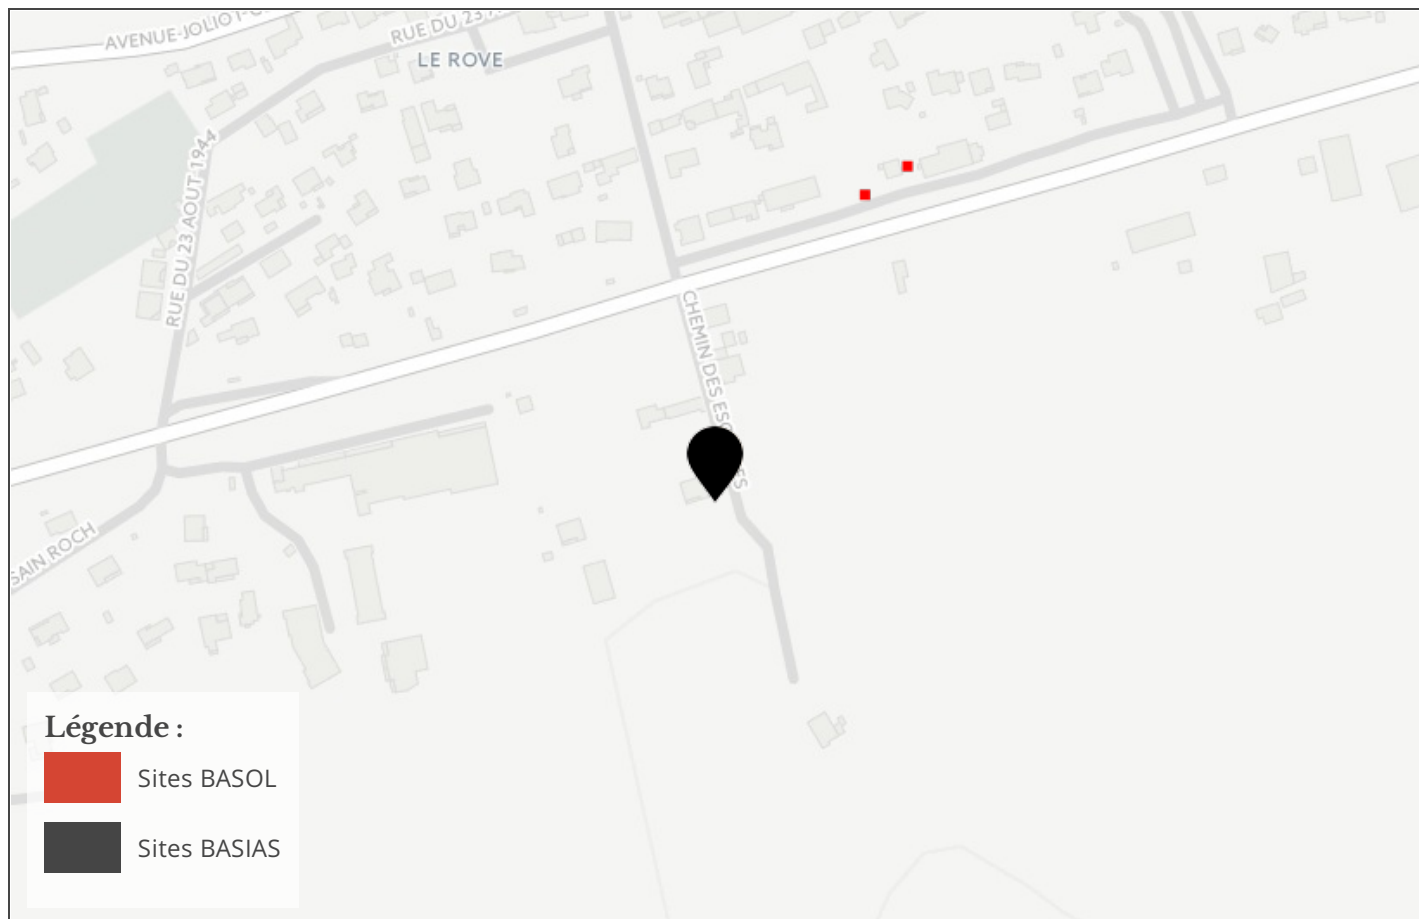 AVENUE-JOLIOT-C
RUE DU 23 A
LE ROVE
RUE DU 23 AOUT 1944
CHEMIN DES ESC
ES
SAIN ROCH
Légende :
Sites BASOL
Sites BASIAS